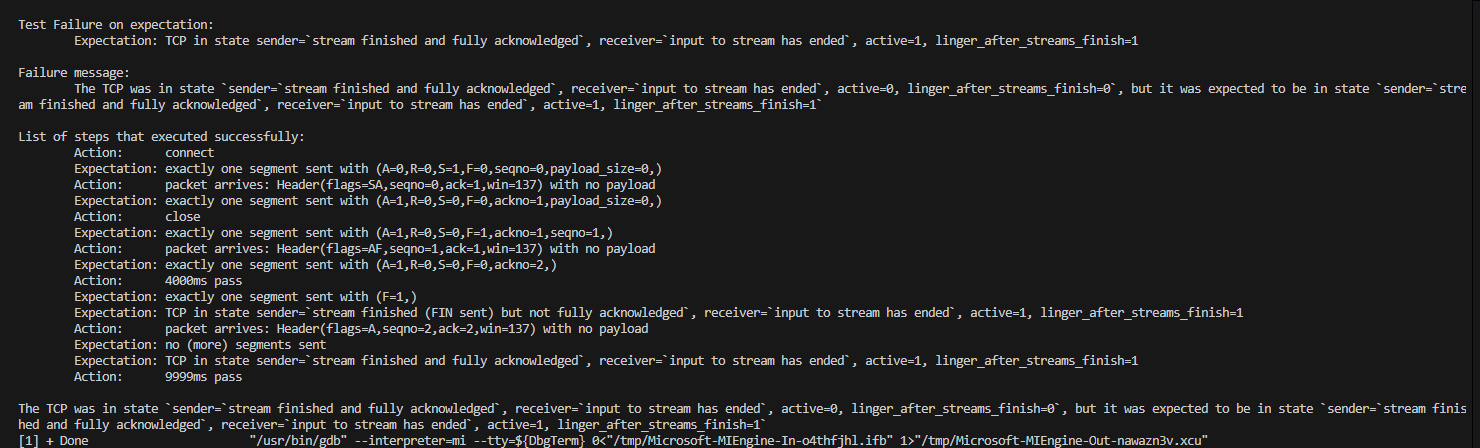 Test Failure on expectation:
Expectation: TCP in state sender=`stream finished and fully acknowledged`, receiver=`input to stream has ended`, active=1, linger_after_streams_finish=1
Failure message:
The TCP was in state `sender=`stream finished and fully acknowledged`, receiver=`input to stream has ended`, active=0, linger_after_streams_finish=0`, but it was expected to be in state `sender=`stre
am finished and fully acknowledged`, receiver=`input to stream has ended`, active=1, linger_after_streams_finish=1`
List of steps that executed successfully:
Action: connect
Expectation: exactly one segment sent with (A=0,R=0,S=1,F=0,seqno=0,payload_size=0,)
Action: packet arrives: Header(flags=SA,seqno=0,ack=1,win=137) with no payload
Expectation: exactly one segment sent with (A=1,R=0,S=0,F=0,ackno=1,payload_size=0,)
Action: close
Expectation: exactly one segment sent with (A=1,R=0,S=0,F=1,ackno=1,seqno=1,)
Action: packet arrives: Header(flags=AF,seqno=1,ack=1,win=137) with no payload
Expectation: exactly one segment sent with (A=1,R=0,S=0,F=0,ackno=2,)
Action: 4000ms pass
Expectation: exactly one segment sent with (F=1,)
Expectation: TCP in state sender=`stream finished (FIN sent) but not fully acknowledged`, receiver=`input to stream has ended`, active=1, linger_after_streams_finish=1
Action: packet arrives: Header(flags=A,seqno=2,ack=2,win=137) with no payload
Expectation: no (more) segments sent
Expectation: TCP in state sender=`stream finished and fully acknowledged`, receiver=`input to stream has ended`, active=1, linger_after_streams_finish=1
Action: 9999ms pass
The TCP was in state `sender=`stream finished and fully acknowledged`, receiver=`input to stream has ended`, active=0, linger_after_streams_finish=0`, but it was expected to be in state `sender=`stream finis
hed and fully acknowledged`, receiver=`input to stream has ended`, active=1, linger_after_streams_finish=1`
[1] + Done "/usr/bin/gdb" --interpreter=mi --tty=${DbgTerm} 0<"/tmp/Microsoft-MIEngine-In-o4thfjhl.ifb" 1>"/tmp/Microsoft-MIEngine-Out-nawazn3v.xcu"